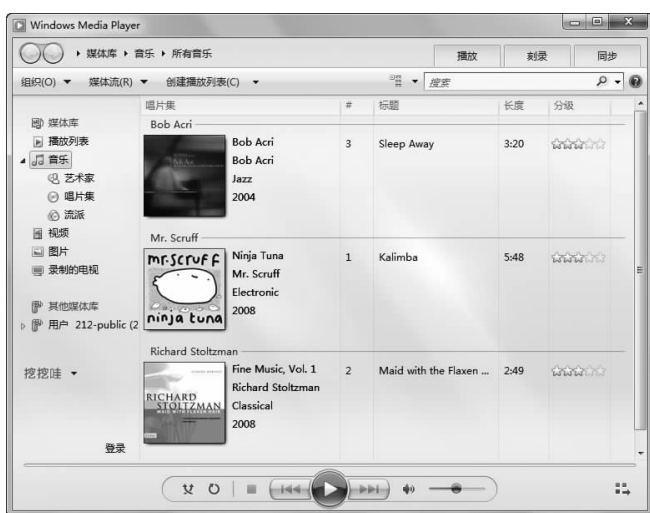 Windows Media Player
媒体库 ▸ 音乐 ▸ 所有音乐
播放 刻录 同步
组织(O) 媒体流(R) 创建播放列表(C) 搜索
唱片集 # 标题 长度 分级
媒体库
播放列表
音乐
艺术家
唱片集
流派
视频
图片
录制的电视
其他媒体库
用户 212-public (2
挖挖哇
登录
Bob Acri
Bob Acri 3 Sleep Away 3:20
Bob Acri
Jazz
2004
Mr. Scruff
mr.scruff
ninja tuna
Ninja Tuna 1 Kalimba 5:48
Mr. Scruff
Electronic
2008
Richard Stoltzman
RICHARD
STOLTZMAN
MAID WITH FLAXEN HAIR
Fine Music, Vol. 1 2 Maid with the Flaxen ... 2:49
Richard Stoltzman
Classical
2008